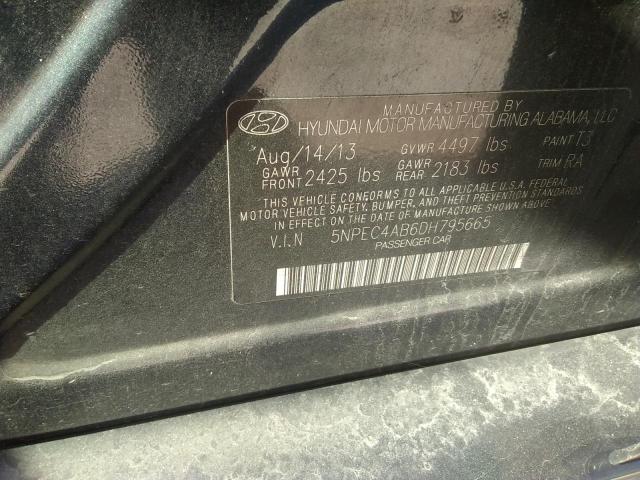 MANUFACTURED BY
HYUNDAI MOTOR MANUFACTURING ALABAMA, LLC
Aug/14/13 GVWR 4497 lbs PAINT T3
GAWR FRONT 2425 lbs GAWR REAR 2183 lbs TRIM RA
THIS VEHICLE CONFORMS TO ALL APPLICABLE U.S.A. FEDERAL
MOTOR VEHICLE SAFETY, BUMPER, AND THEFT PREVENTION STANDARDS
IN EFFECT ON THE DATE OF MANUFACTURE SHOWN ABOVE.
V.I.N 5NPEC4AB6DH795665
PASSENGER CAR